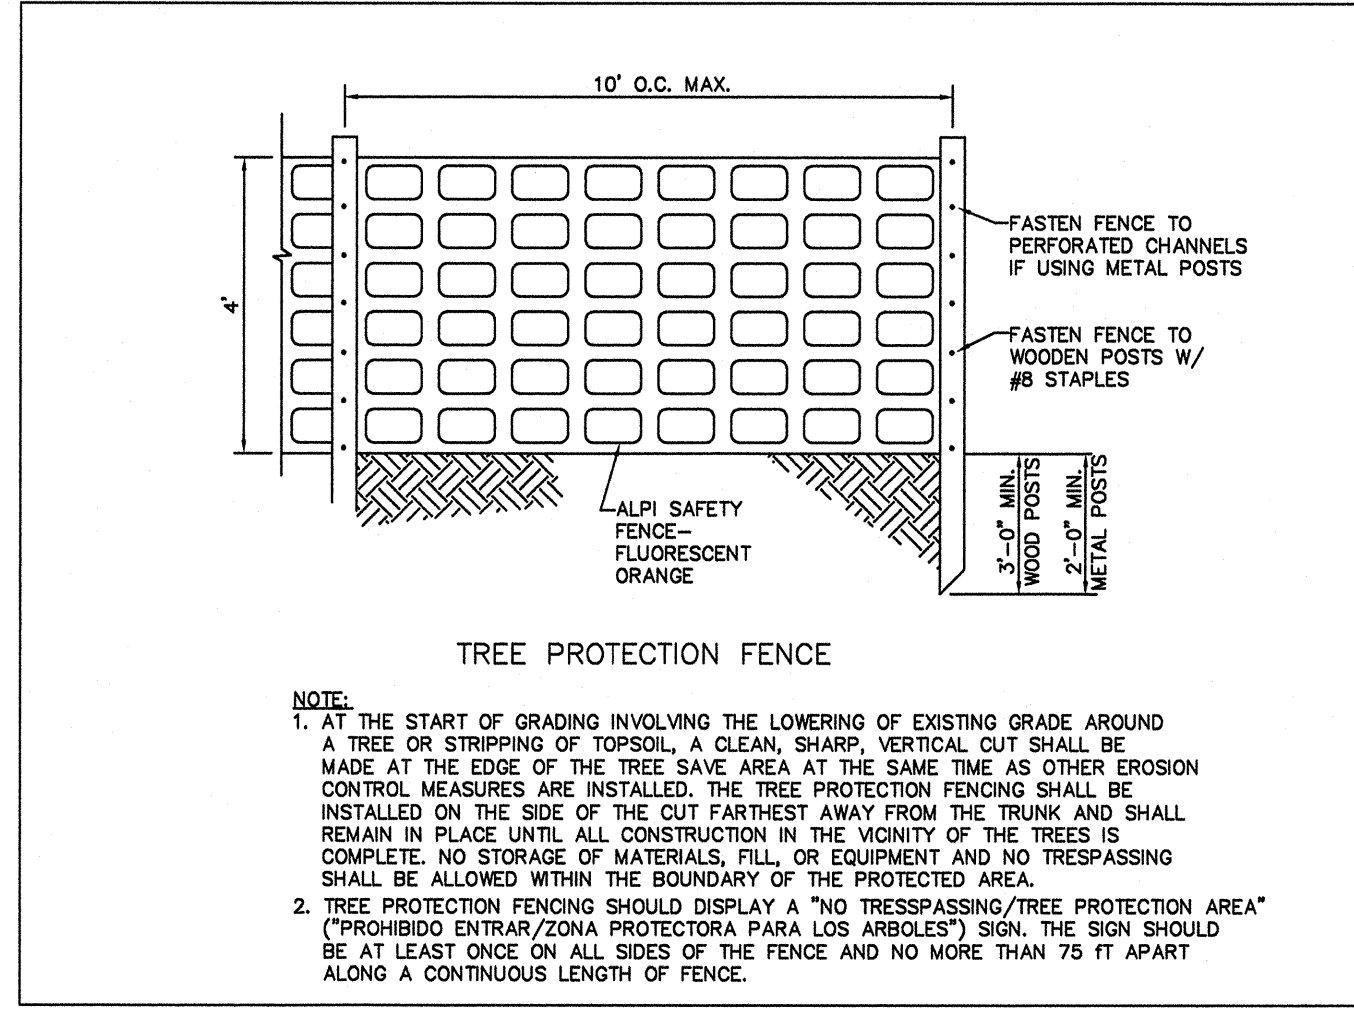 10' O.C. MAX.
4'
FASTEN FENCE TO
PERFORATED CHANNELS
IF USING METAL POSTS
FASTEN FENCE TO
WOODEN POSTS W/
#8 STAPLES
ALPI SAFETY
FENCE-
FLUORESCENT
ORANGE
3'-0" MIN.
WOOD POSTS
2'-0" MIN.
METAL POSTS
TREE PROTECTION FENCE
NOTE:
1. AT THE START OF GRADING INVOLVING THE LOWERING OF EXISTING GRADE AROUND
A TREE OR STRIPPING OF TOPSOIL, A CLEAN, SHARP, VERTICAL CUT SHALL BE
MADE AT THE EDGE OF THE TREE SAVE AREA AT THE SAME TIME AS OTHER EROSION
CONTROL MEASURES ARE INSTALLED. THE TREE PROTECTION FENCING SHALL BE
INSTALLED ON THE SIDE OF THE CUT FARTHEST AWAY FROM THE TRUNK AND SHALL
REMAIN IN PLACE UNTIL ALL CONSTRUCTION IN THE VICINITY OF THE TREES IS
COMPLETE. NO STORAGE OF MATERIALS, FILL, OR EQUIPMENT AND NO TRESPASSING
SHALL BE ALLOWED WITHIN THE BOUNDARY OF THE PROTECTED AREA.
2. TREE PROTECTION FENCING SHOULD DISPLAY A "NO TRESSPASSING/TREE PROTECTION AREA"
("PROHIBIDO ENTRAR/ZONA PROTECTORA PARA LOS ARBOLES") SIGN. THE SIGN SHOULD
BE AT LEAST ONCE ON ALL SIDES OF THE FENCE AND NO MORE THAN 75 fT APART
ALONG A CONTINUOUS LENGTH OF FENCE.